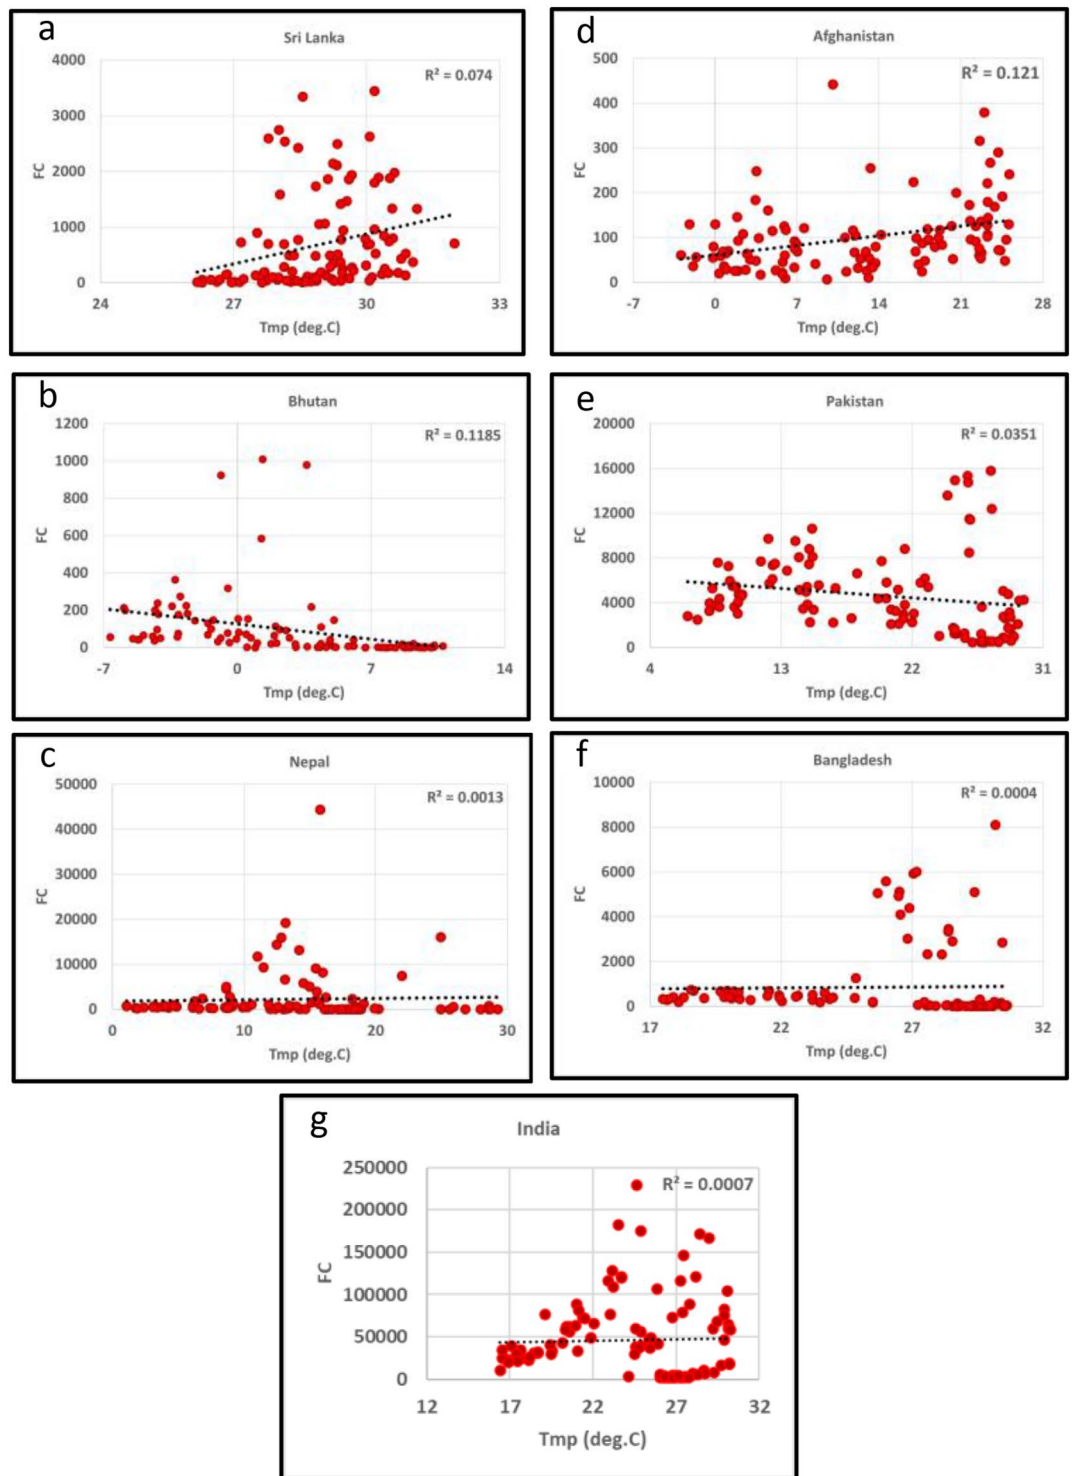 a
Sri Lanka
R² = 0.074
4000
3000
2000
1000
0
FC
24 27 30 33
Tmp (deg.C)
d
Afghanistan
R² = 0.121
500
400
300
200
100
0
FC
-7 0 7 14 21 28
Tmp (deg.C)
b
Bhutan
R² = 0.1185
1200
1000
800
600
400
200
0
FC
-7 0 7 14
Tmp (deg.C)
e
Pakistan
R² = 0.0351
20000
16000
12000
8000
4000
0
FC
4 13 22 31
Tmp (deg.C)
c
Nepal
R² = 0.0013
50000
40000
30000
20000
10000
0
FC
0 10 20 30
Tmp (deg.C)
f
Bangladesh
R² = 0.0004
10000
8000
6000
4000
2000
0
FC
17 22 27 32
Tmp (deg.C)
g
India
R² = 0.0007
250000
200000
150000
100000
50000
0
FC
12 17 22 27 32
Tmp (deg.C)